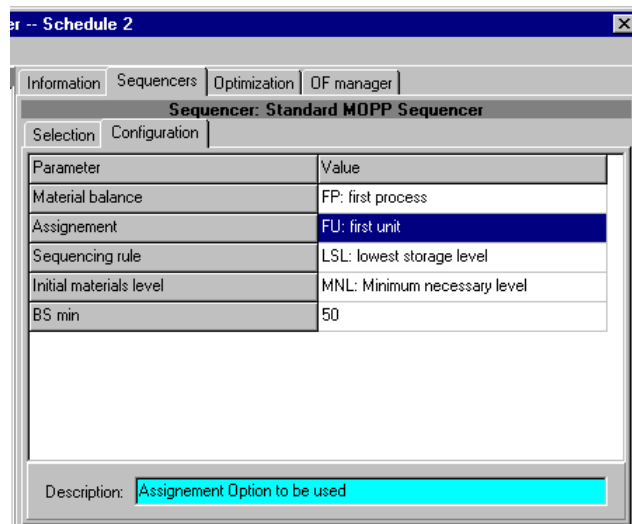 er -- Schedule 2
Information Sequencers Optimization OF manager
Sequencer: Standard MOPP Sequencer
Selection Configuration
Parameter Value
Material balance FP: first process
Assignement FU: first unit
Sequencing rule LSL: lowest storage level
Initial materials level MNL: Minimum necessary level
BS min 50
Description: Assignement Option to be used